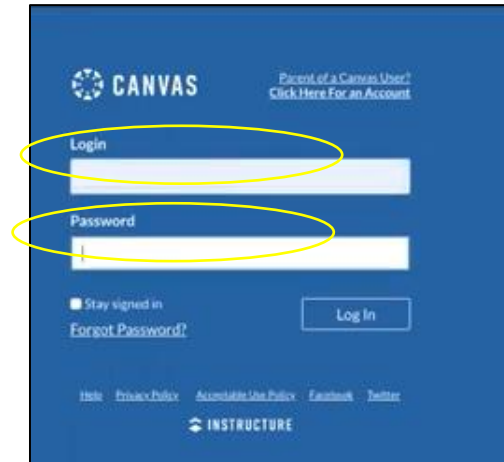 CANVAS
Parent of a Canvas User?
Click Here For an Account
Login
Password
Stay signed in
Forgot Password?
Log In
Help Privacy Policy Acceptable Use Policy Facebook Twitter
INSTRUCTURE